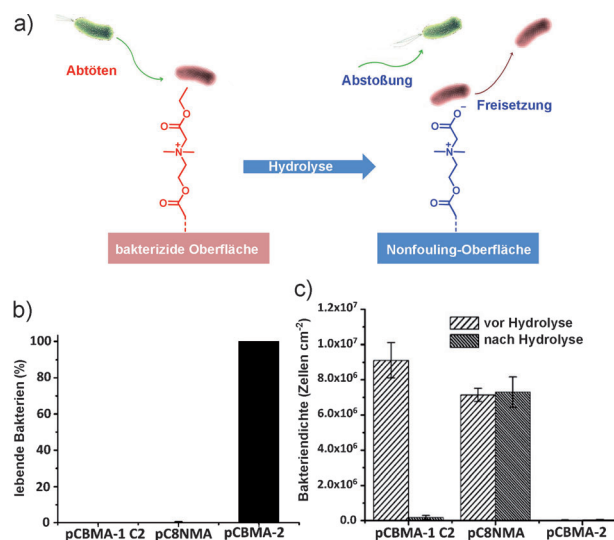 a)
Abtöten
Abstoßung
Freisetzung
O
O
N+
O
O
Hydrolyse
O
O−
N+
O
O
bakterizide Oberfläche
Nonfouling-Oberfläche
b)
lebende Bakterien (%)
100
80
60
40
20
0
pCBMA-1 C2
pC8NMA
pCBMA-2
c)
Bakteriendichte (Zellen cm⁻²)
1.2x10⁷
1.0x10⁷
8.0x10⁶
6.0x10⁶
4.0x10⁶
2.0x10⁶
0.0
vor Hydrolyse
nach Hydrolyse
pCBMA-1 C2
pC8NMA
pCBMA-2